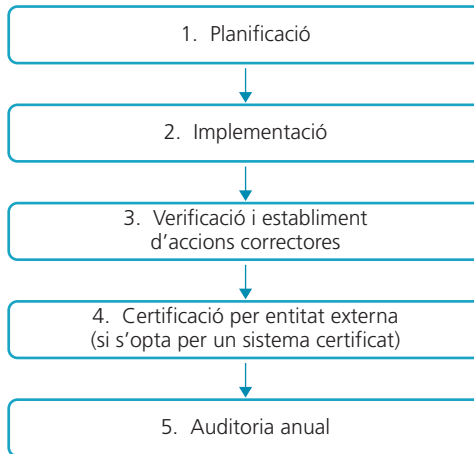 1. Planificació
2. Implementació
3. Verificació i establiment
d’accions correctores
4. Certificació per entitat externa
(si s’opta per un sistema certificat)
5. Auditoria anual